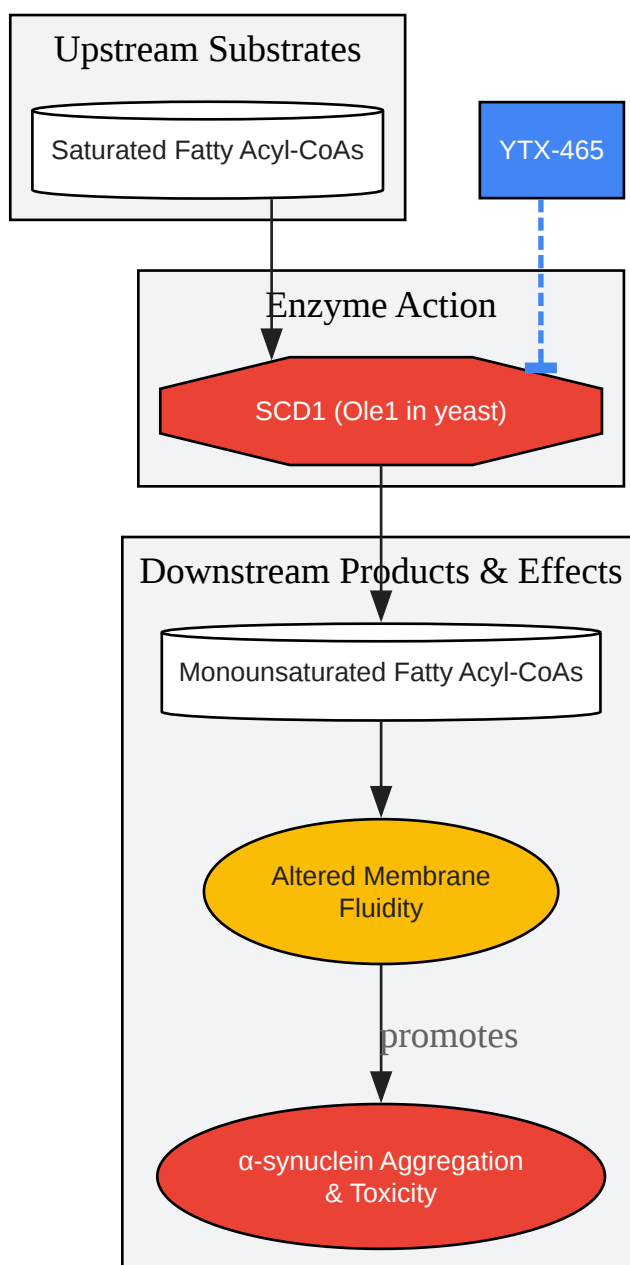 Upstream Substrates
Saturated Fatty Acyl-CoAs
YTX-465
Enzyme Action
SCD1 (Ole1 in yeast)
Downstream Products & Effects
Monounsaturated Fatty Acyl-CoAs
Altered Membrane
Fluidity
promotes
α-synuclein Aggregation
& Toxicity